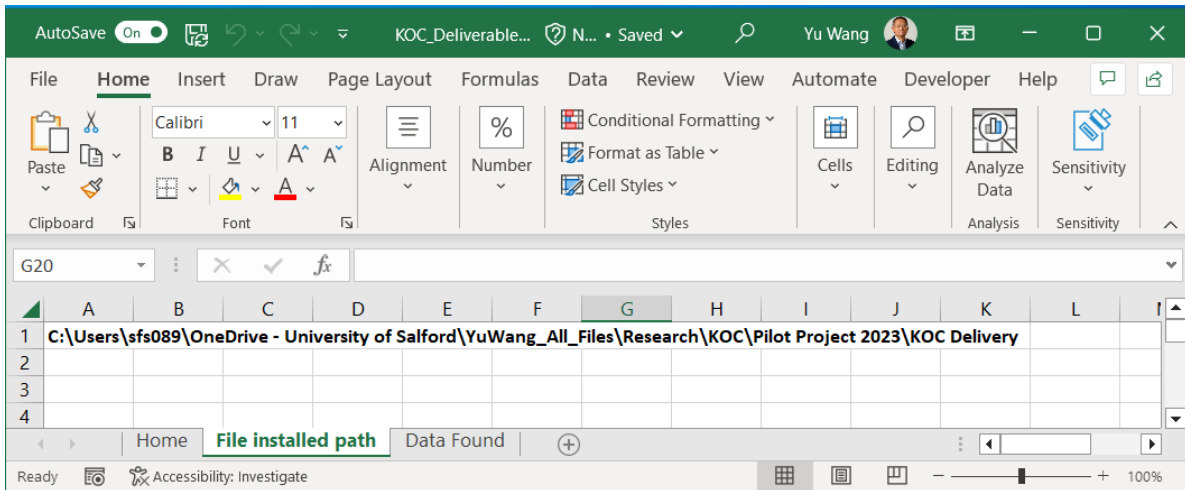 AutoSave On KOC_Deliverable... N... • Saved Yu Wang
File Home Insert Draw Page Layout Formulas Data Review View Automate Developer Help
Calibri 11
Conditional Formatting
Format as Table
Cell Styles
B I U A A
A
Paste Alignment Number Cells Editing Analyze Data Sensitivity
%
Clipboard Font Styles Analysis Sensitivity
G20 fx
A B C D E F G H I J K L
1 C:\Users\sfs089\OneDrive - University of Salford\YuWang_All_Files\Research\KOC\Pilot Project 2023\KOC Delivery
2
3
4
Home File installed path Data Found
Ready Accessibility: Investigate 100%